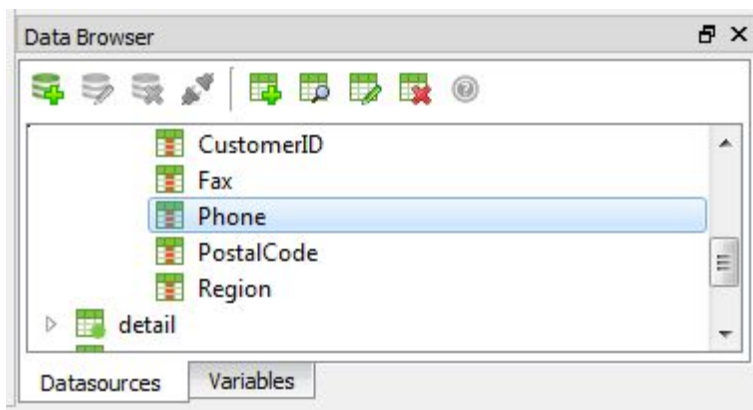 Data Browser
CustomerID
Fax
Phone
PostalCode
Region
detail
Datasources Variables